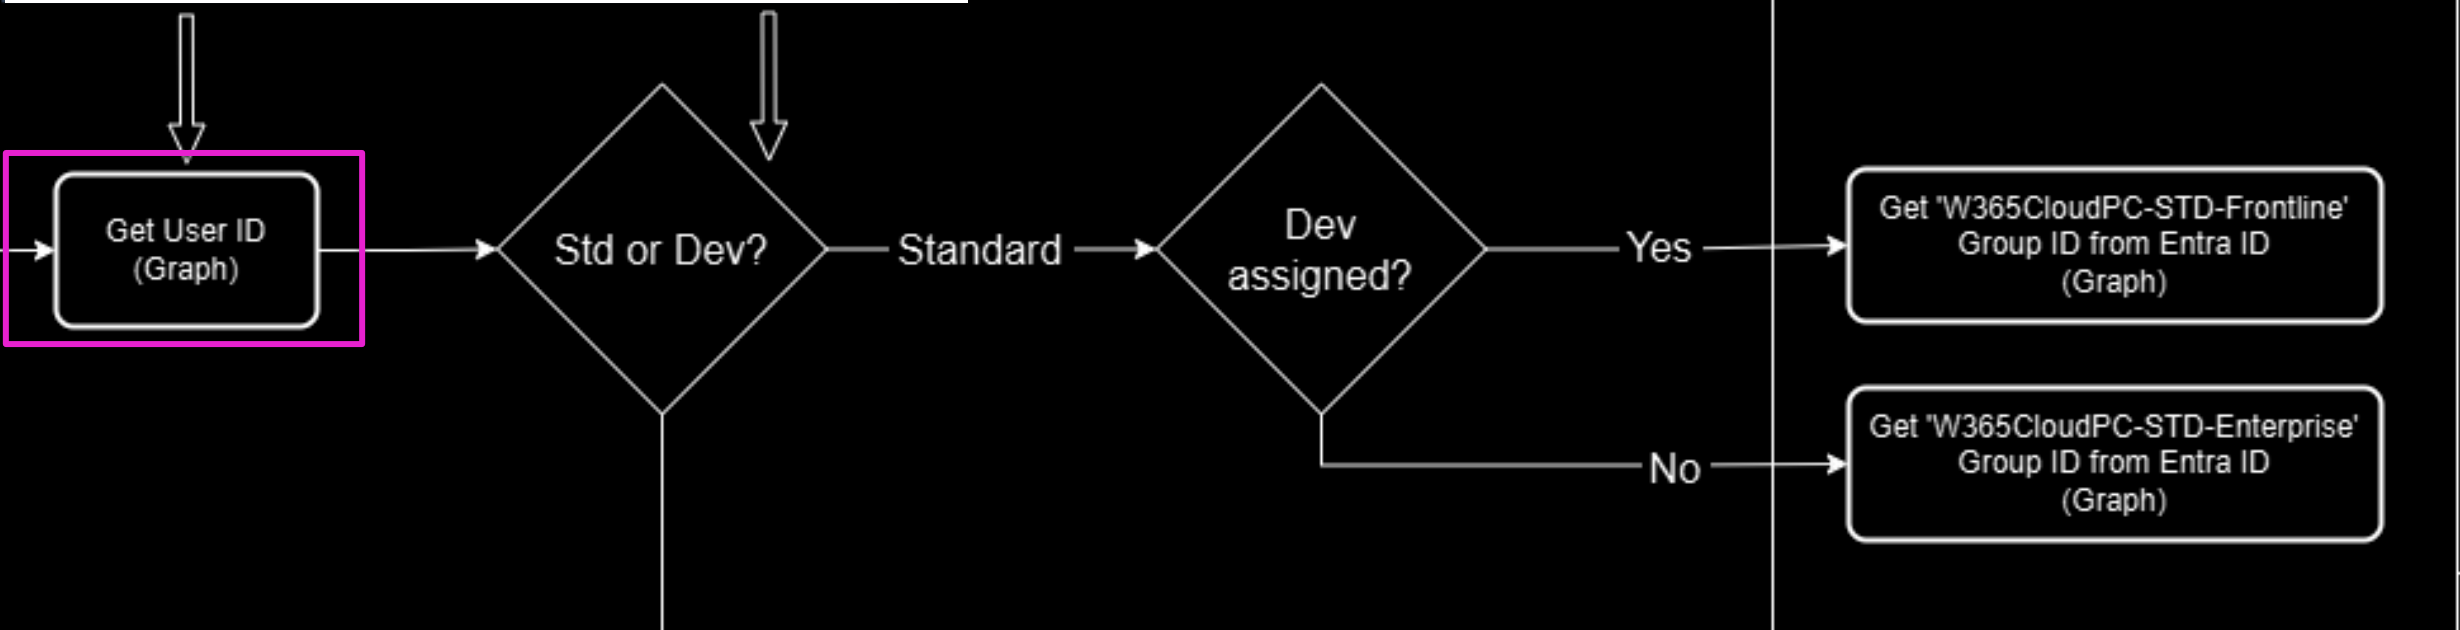 Get User ID
(Graph)
Std or Dev?
Standard
Dev
assigned?
Yes
Get 'W365CloudPC-STD-Frontline'
Group ID from Entra ID
(Graph)
No
Get 'W365CloudPC-STD-Enterprise'
Group ID from Entra ID
(Graph)